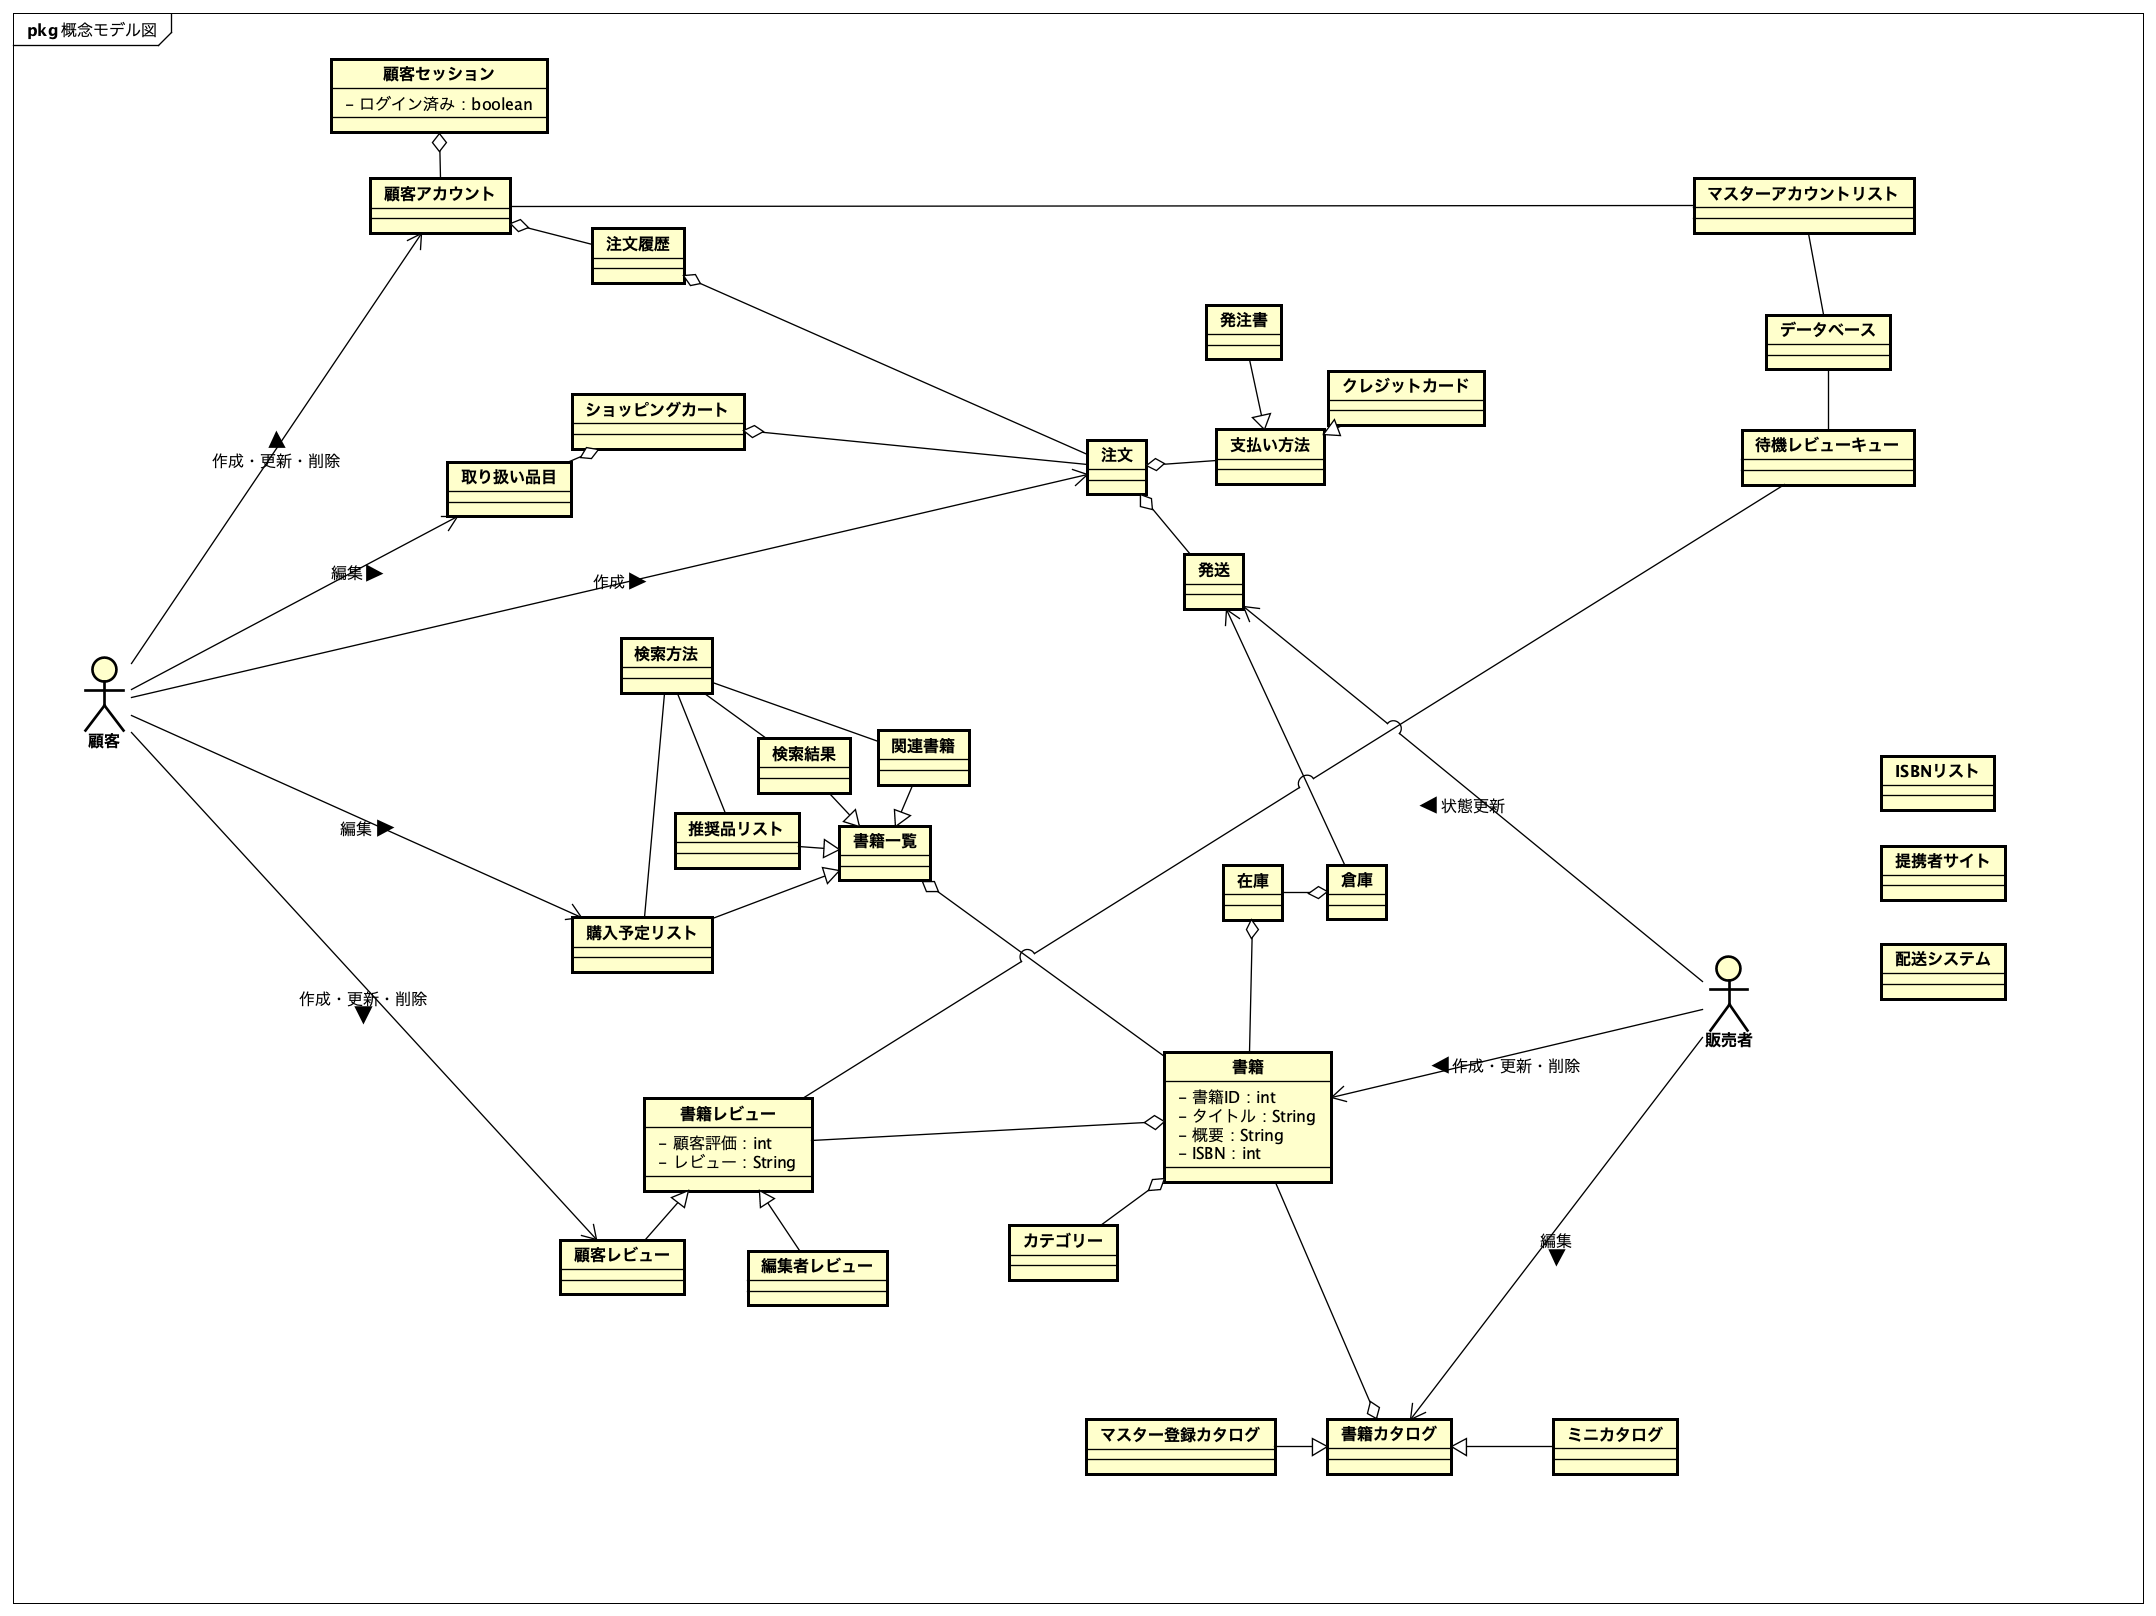 pkg 概念モデル図
顧客セッション
- ログイン済み : boolean
顧客アカウント
マスターアカウントリスト
注文履歴
発注書
データベース
クレジットカード
ショッピングカート
支払い方法
待機レビューキュー
注文
作成・更新・削除
取り扱い品目
編集
作成
発送
検索方法
顧客
検索結果
関連書籍
ISBNリスト
状態更新
編集
推奨品リスト
書籍一覧
提携者サイト
在庫
倉庫
購入予定リスト
配送システム
作成・更新・削除
販売者
書籍
作成・更新・削除
- 書籍ID : int
- タイトル : String
- 概要 : String
- ISBN : int
書籍レビュー
- 顧客評価 : int
- レビュー : String
カテゴリー
編集
顧客レビュー
編集者レビュー
マスター登録カタログ
書籍カタログ
ミニカタログ